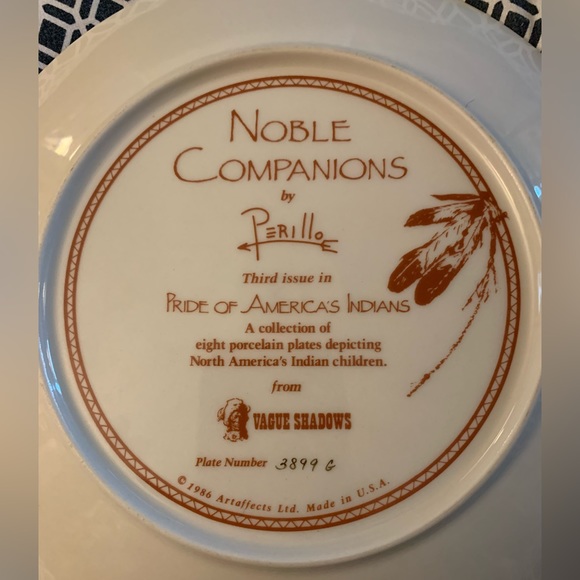 NOBLE
COMPANIONS
by
PERILLO
Third issue in
PRIDE OF AMERICA'S INDIANS
A collection of
eight porcelain plates depicting
North America's Indian children.
from
VAGUE SHADOWS
Plate Number 3899 G
© 1986 Artaffects Ltd. Made in U.S.A.